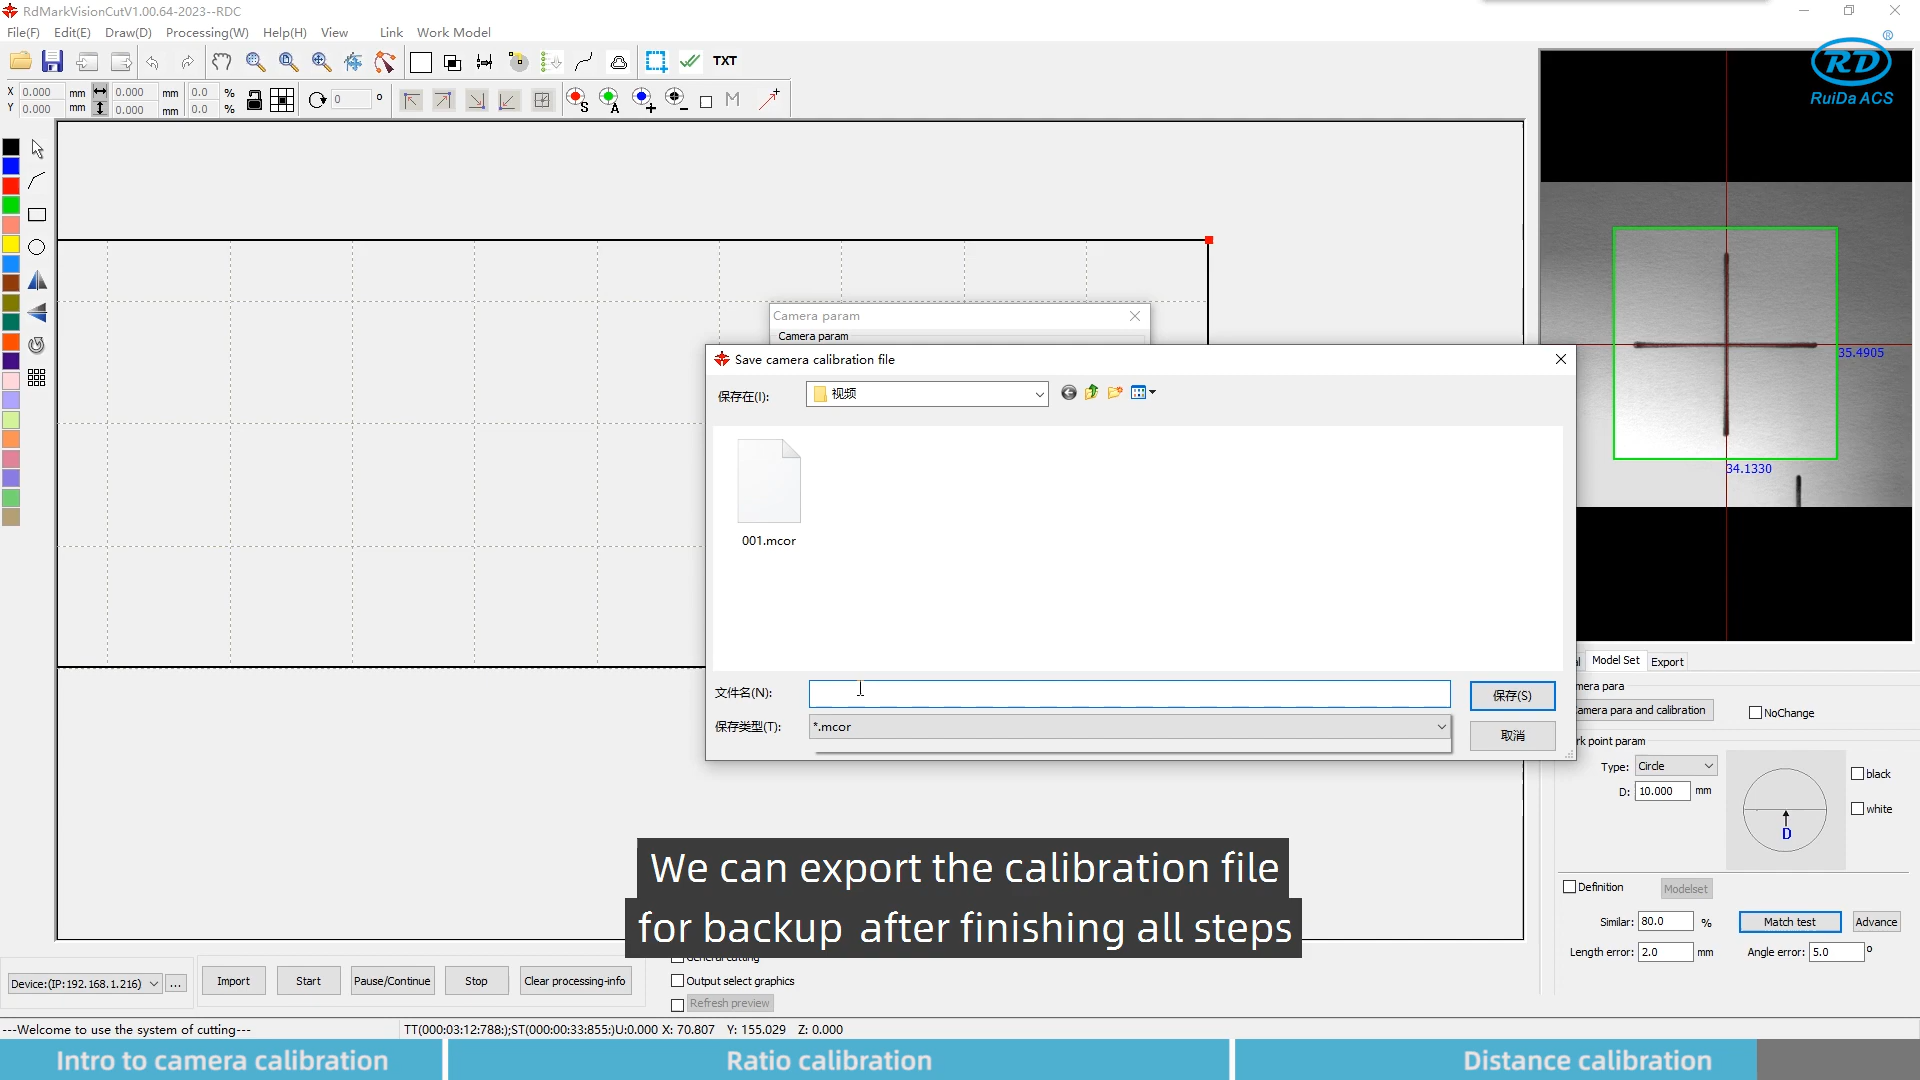 RdMarkVisionCutV1.00.64-2023--RDC
File(F) Edit(E) Draw(D) Processing(W) Help(H) View Link Work Model
TXT
X 0.000 mm 0.000 mm 0.0 %
Y 0.000 mm 0.000 mm 0.0 %
0 °
S A M
®
RD
RuiDa ACS
35.4905
34.1330
Camera param
Camera param
Save camera calibration file
保存在(I): 视频
001.mcor
文件名(N):
保存(S)
保存类型(T): *.mcor
取消
Model Set Export
mera para
amera para and calibration
NoChange
rk point param
Type: Circle
D: 10.000 mm
black
white
D
Definition Modelset
Similar: 80.0 % Match test Advance
Length error: 2.0 mm Angle error: 5.0 °
We can export the calibration file
for backup after finishing all steps
General cutting
Output select graphics
Refresh preview
Device:(IP:192.168.1.216) ... Import Start Pause/Continue Stop Clear processing-info
---Welcome to use the system of cutting--- TT(000:03:12:788:);ST(000:00:33:855:)U:0.000 X: 70.807 Y: 155.029 Z: 0.000
Intro to camera calibration Ratio calibration Distance calibration